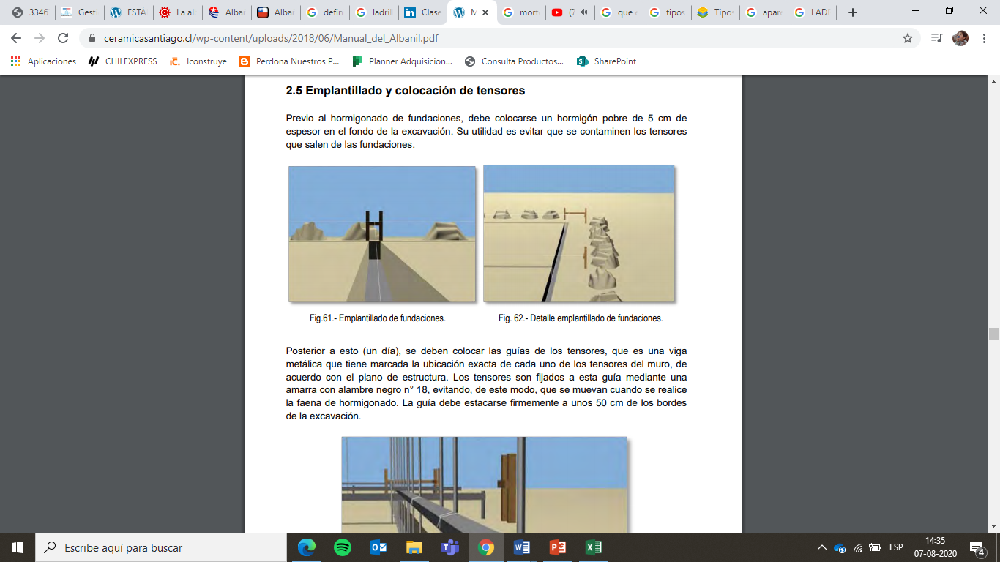 3346
Gesti
ESTÁ
La all
Albañ
Albañ
defin
ladril
Clase
M
mort
(7
que
tipos
Tipos
apare
LADR
ceramicasantiago.cl/wp-content/uploads/2018/06/Manual_del_Albanil.pdf
Aplicaciones
CHILEXPRESS
iC.
Iconstruye
Perdona Nuestros P...
Planner Adquisicion...
Consulta Productos...
SharePoint
2.5 Emplantillado y colocación de tensores
Previo al hormigonado de fundaciones, debe colocarse un hormigón pobre de 5 cm de
espesor en el fondo de la excavación. Su utilidad es evitar que se contaminen los tensores
que salen de las fundaciones.
Fig.61.- Emplantillado de fundaciones.
Fig. 62.- Detalle emplantillado de fundaciones.
Posterior a esto (un día), se deben colocar las guías de los tensores, que es una viga
metálica que tiene marcada la ubicación exacta de cada uno de los tensores del muro, de
acuerdo con el plano de estructura. Los tensores son fijados a esta guía mediante una
amarra con alambre negro n° 18, evitando, de este modo, que se muevan cuando se realice
la faena de hormigonado. La guía debe estacarse firmemente a unos 50 cm de los bordes
de la excavación.
Escribe aquí para buscar
ESP
14:35
07-08-2020
4